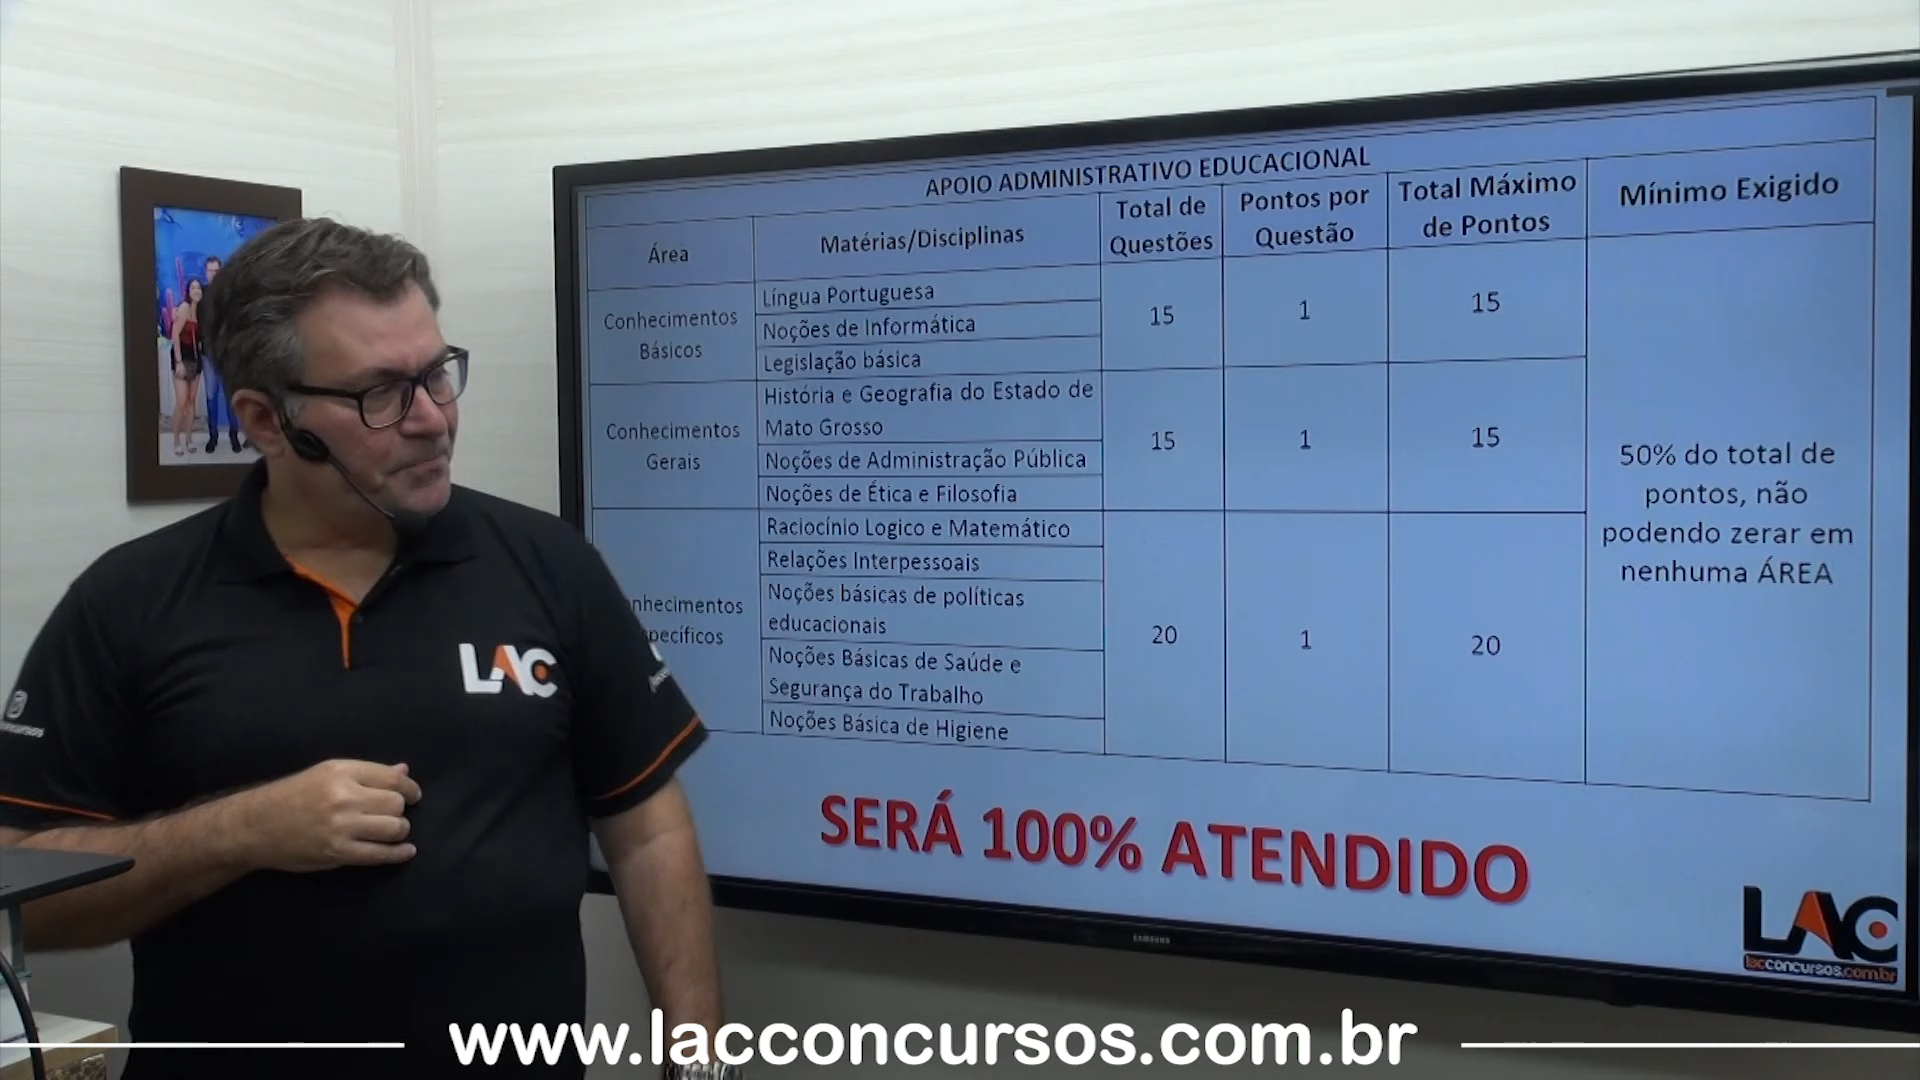 APOIO ADMINISTRATIVO EDUCACIONAL
Área
Matérias/Disciplinas
Total de
Questões
Pontos por
Questão
Total Máximo
de Pontos
Mínimo Exigido
Conhecimentos
Básicos
Língua Portuguesa
Noções de Informática
Legislação básica
15
1
15
Conhecimentos
Gerais
História e Geografia do Estado de
Mato Grosso
Noções de Administração Pública
Noções de Ética e Filosofia
15
1
15
nhecimentos
pecíficos
Raciocínio Logico e Matemático
Relações Interpessoais
Noções básicas de políticas
educacionais
Noções Básicas de Saúde e
Segurança do Trabalho
Noções Básica de Higiene
20
1
20
50% do total de
pontos, não
podendo zerar em
nenhuma ÁREA
SERÁ 100% ATENDIDO
LAC
lacconcursos.com.br
SAMSUNG
LAC
www.lacconcursos.com.br